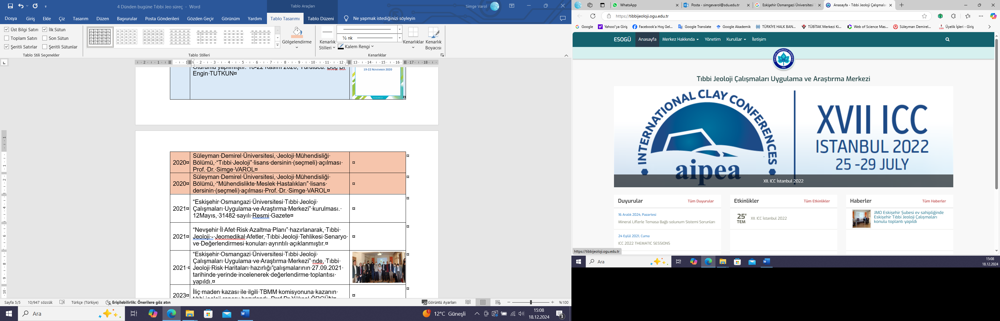 4 Dünden bugüne Tıbbi Jeo süreç - Word
Tablo Araçları
Simge Varol
Dosya Giriş Ekle Çiz Tasarım Düzen Başvurular Posta Gönderileri Gözden Geçir Görünüm Yardım Tablo Tasarımı Tablo Düzeni Ne yapmak istediğinizi söyleyin
Üst Bilgi Satırı İlk Sütun
Toplam Satırı Son Sütun
Şeritli Satırlar Şeritli Sütunlar
Tablo Stili Seçenekler
Tablo Stilleri
Gölgelendirme
Kenarlık Stilleri
½ nk
Kalem Rengi
Kenarlıklar
Kenarlık Boyacısı
Kenarlıklar
Oturumu yapılmıştır. 18-22 Kasım 2020, Yürütücü: Doç Dr
Engin·TUTKUN¤
19-22 NOVEMBER 2020
2020¤
Süleyman·Demirel·Üniversitesi,·Jeoloji·Mühendisliği·
Bölümü,·“Tıbbi·Jeoloji”·lisans·dersinin·(seçmeli)·açılması·
Prof.·Dr.·Simge·VAROL¤
2020¤
Süleyman·Demirel·Üniversitesi,·Jeoloji·Mühendisliği·
Bölümü,·“Mühendislikte·Meslek·Hastalıkları”·lisans·
dersinin·(seçmeli)·açılması·Prof.·Dr.·Simge·VAROL¤
2021¤
“Eskişehir·Osmangazi·Üniversitesi·Tıbbi·Jeoloji·
Çalışmaları·Uygulama·ve·Araştırma·Merkezi”·kurulması.·
12Mayıs,·31482·sayılı·Resmi·Gazete¤
2021¤
“Nevşehir·İl·Afet·Risk·Azaltma·Planı”·hazırlanarak,·Tıbbi·
Jeoloji·-·Jeomedikal·Afetler,·Tıbbi·Jeoloji·Tehlikesi·Senaryo·
ve·Değerlendirmesi·konuları·ayrıntılı·açıklanmıştır.¤
2021·¤
“Eskişehir·Osmangazi·Üniversitesi·Tıbbi·Jeoloji·
Çalışmaları·Uygulama·ve·Araştırma·Merkezi”·nde,·Tıbbi·
Jeoloji·Risk·Haritaları·hazırlığı°çalışmalarının·27.09.2021·
tarihinde·yerinde·incelenerek·değerlendirme·toplantısı·
yapıldı.¤
2023¤
İliç·maden·kazası·ile·ilgili·TBMM·komisyonuna·kazanın·
tıbbi·jeoloji·raporu·hazırlandı.·Prof.Dr.Yüksel·ÖRGÜN¤
Sayfa 5/5 10/947 sözcük Türkçe (Türkiye) Erişilebilirlik: Önerilere göz atın Görüntü Ayarları %100
Ara
12°C Güneşli
15:08
18.12.2024
3
WhatsApp
Posta - simgevarol@sdu.edu.tr
Eskişehir Osmangazi Üniversitesi
Anasayfa - Tıbbi Jeoloji Çalışmalar
https://tibbijeoloji.ogu.edu.tr
Google Yahoo!'ya Giriş Facebook'a Hoş Gel... Google Translate Google Akademik TÜRKİYE HALK BAN... TÜBİTAK Merkezi Ki... Web of Science Mas... Süleyman Demirel... Üyelik İşleri - Giriş
ESOGÜ Anasayfa Merkez Hakkında Yönetim Kurullar İletişim
ESKİŞEHİR OSMANGAZİ ÜNİVERSİTESİ
1970
Tıbbi Jeoloji Çalışmaları Uygulama ve Araştırma Merkezi
INTERNATIONAL CLAY CONFERENCES
aipea
XVII ICC
ISTANBUL 2022
25 -29 JULY
XII. ICC İstanbul 2022
Duyurular Tüm Duyurular
16 Aralık 2024, Pazartesi
Mineral Liflerle Temasa Bağlı solunum Sistemi Sorunları
24 Eylül 2021, Cuma
ICC 2022 THEMATIC SESSIONS
Etkinlikler Tüm Etkinlikler
25'
TEM
XII. ICC İstanbul 2022
Haberler Tüm Haberler
JMO Eskişehir Şubesi ev sahipliğinde
Eskişehir Tıbbi Jeoloji Çalışmaları
konulu toplantı yapıldı
https://tibbijeoloji.ogu.edu.tr
Ara
15:08
18.12.2024